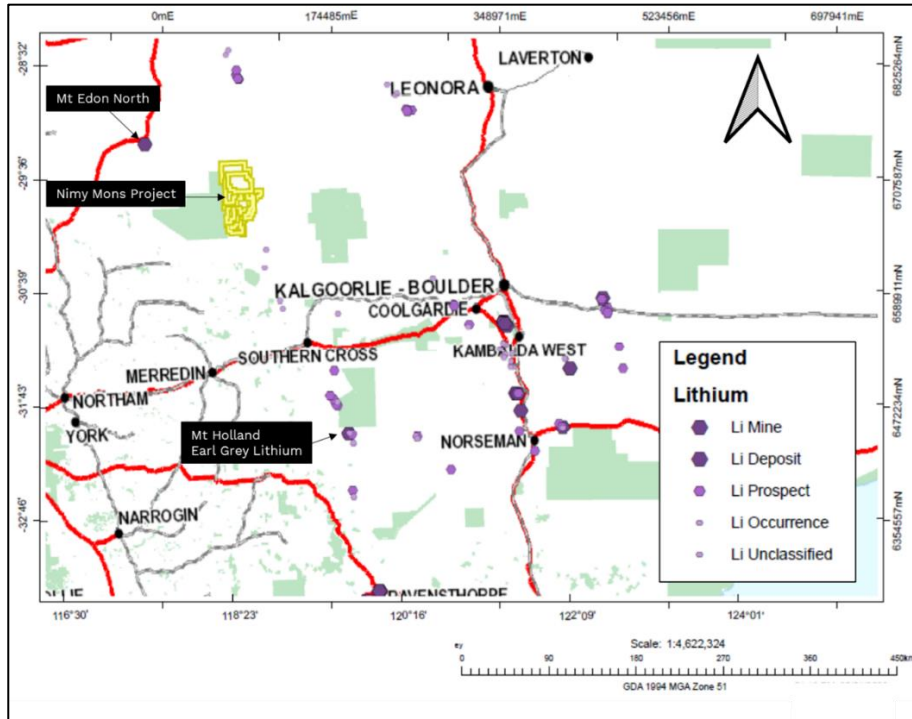 0mE
174485mE
348971mE
523456mE
697941mE
-28°32'
-29°36'
-30°39'
-31°43'
-32°46'
6825264mN
6707587mN
6589911mN
6472234mN
6354557mN
LAVERTON
LEONORA
Mt Edon North
Nimy Mons Project
KALGOORLIE - BOULDER
COOLGARDIE
SOUTHERN CROSS
KAMBALDA WEST
MERREDIN
NORTHAM
YORK
Mt Holland
Earl Grey Lithium
NORSEMAN
NARROGIN
RAVENSTHORPE
Legend
Lithium
Li Mine
Li Deposit
Li Prospect
Li Occurrence
Li Unclassified
116°30'
118°23'
120°16'
122°09'
124°01'
Scale: 1:4,622,324
0
90
180
270
360
450km
GDA 1994 MGA Zone 51